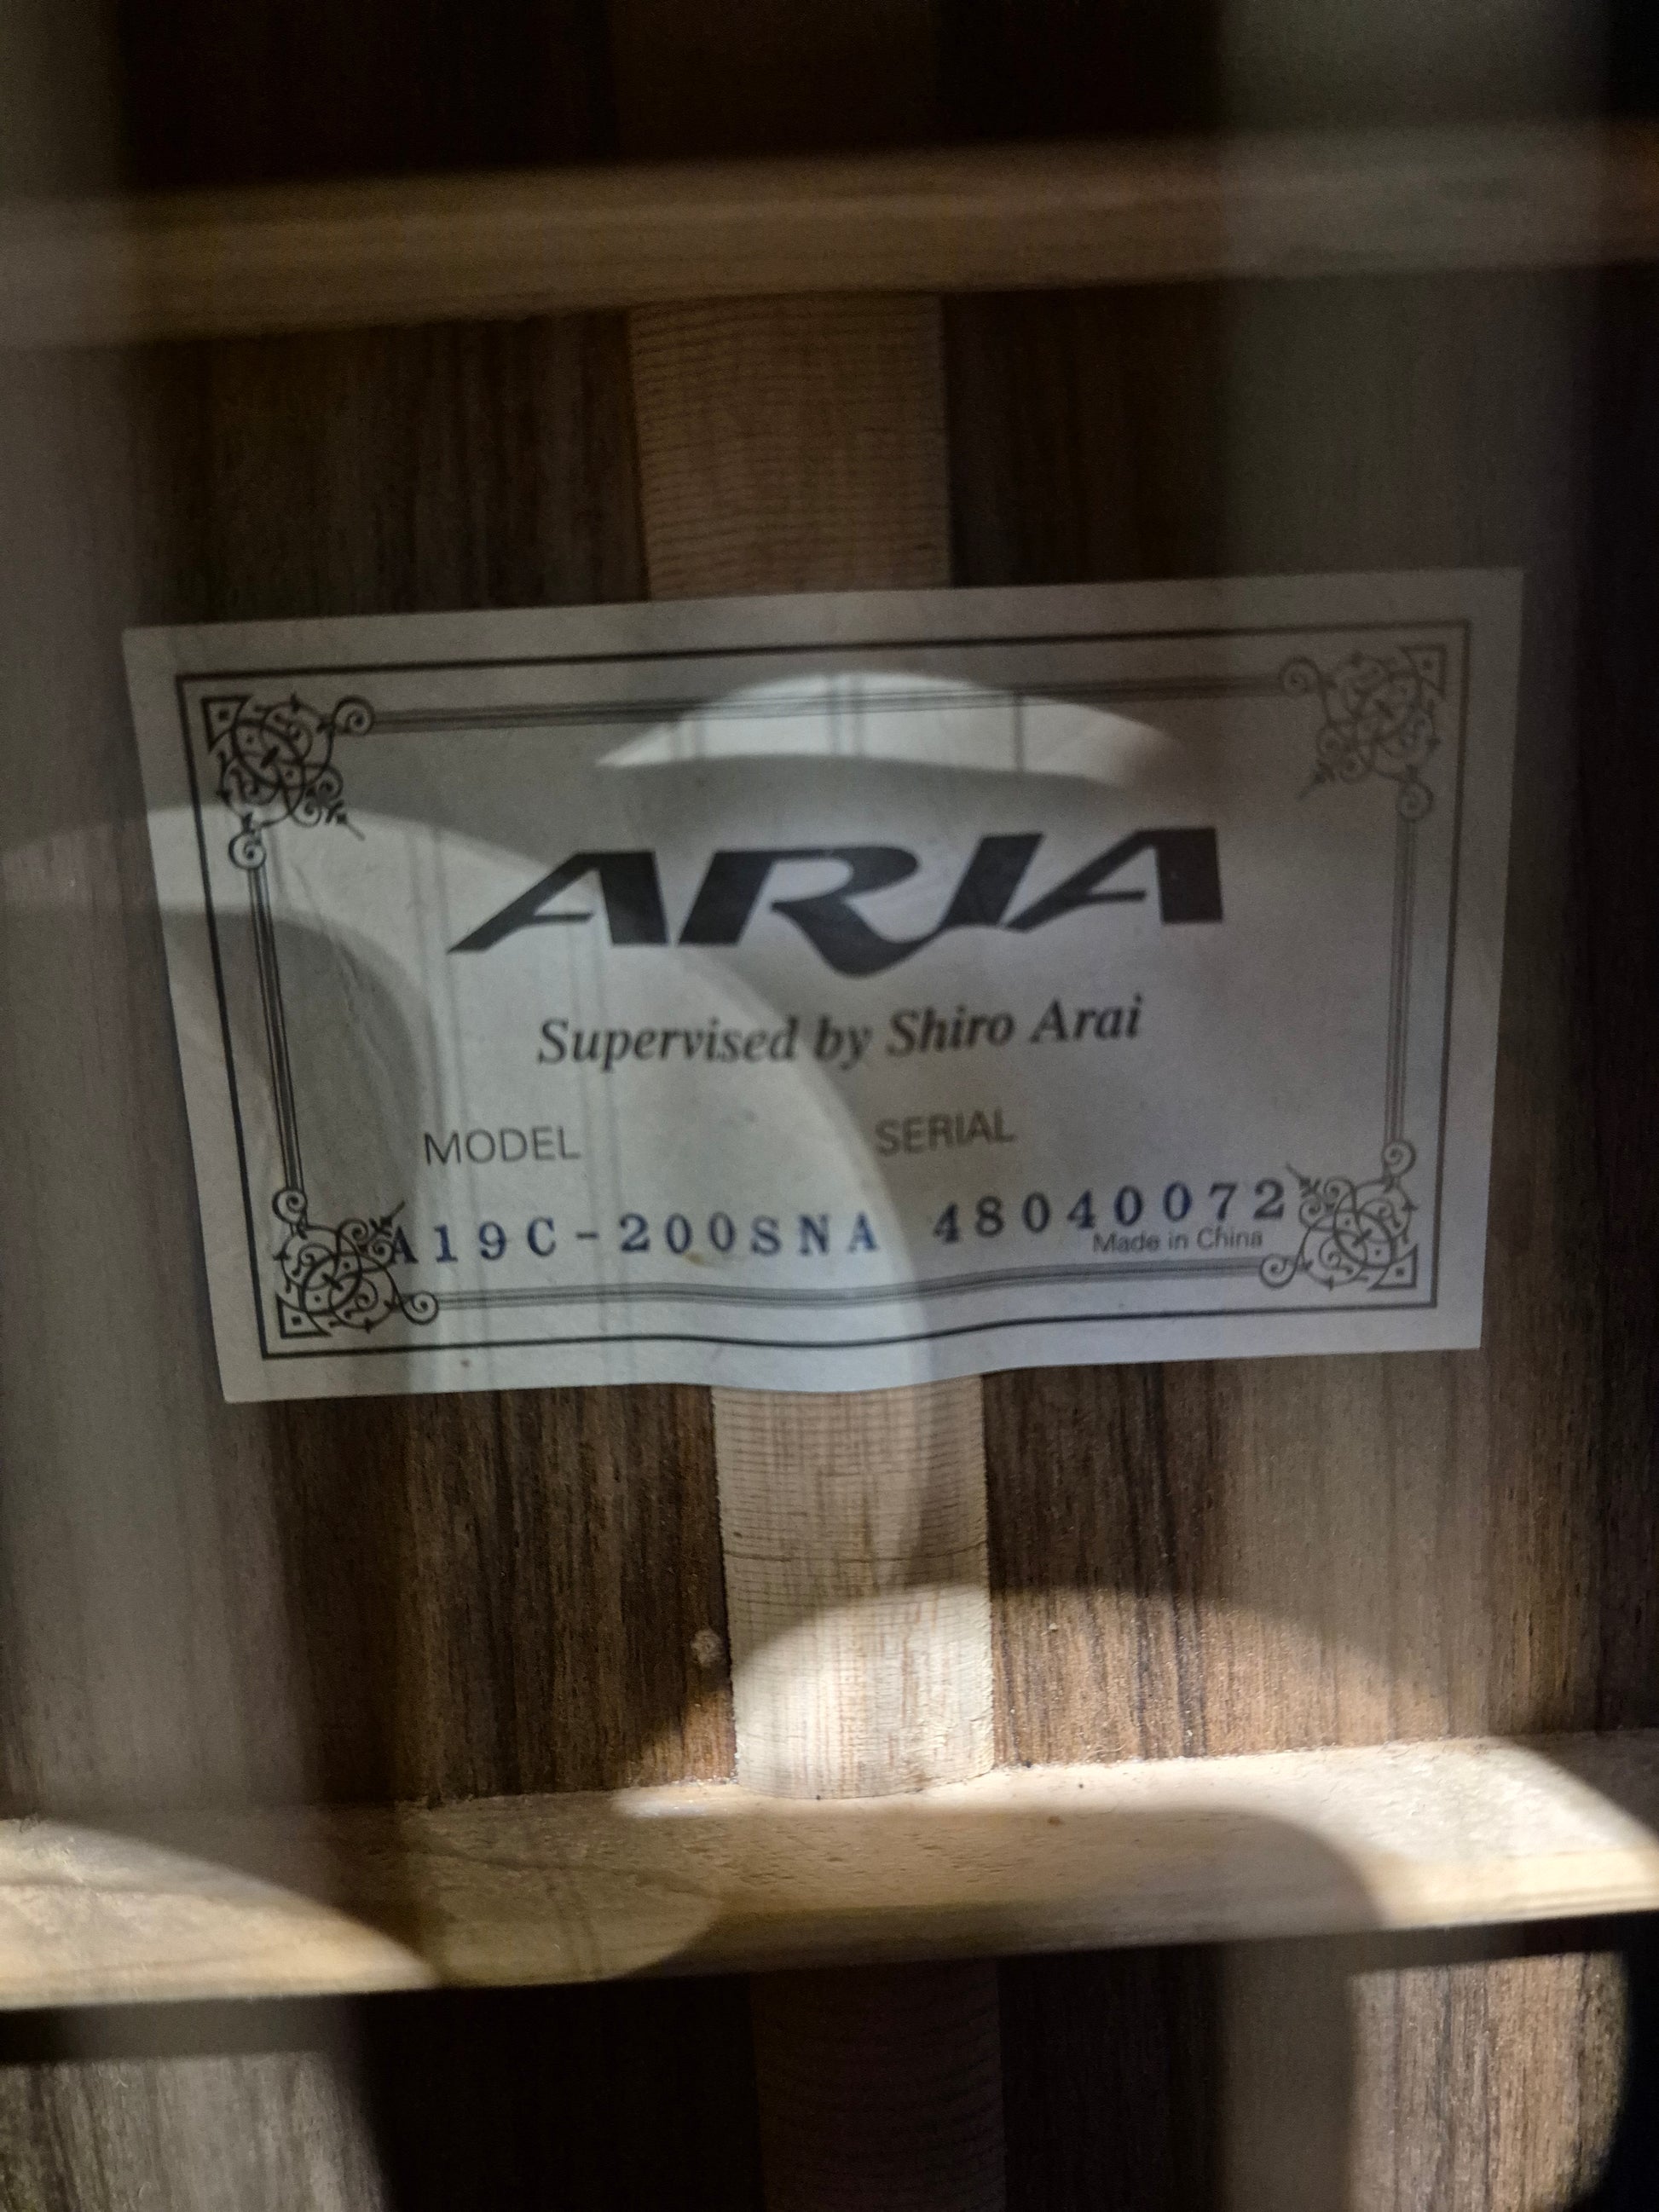 ARIA
Supervised by Shiro Arai
MODEL SERIAL
A19C-200SNA 48040072
Made in China